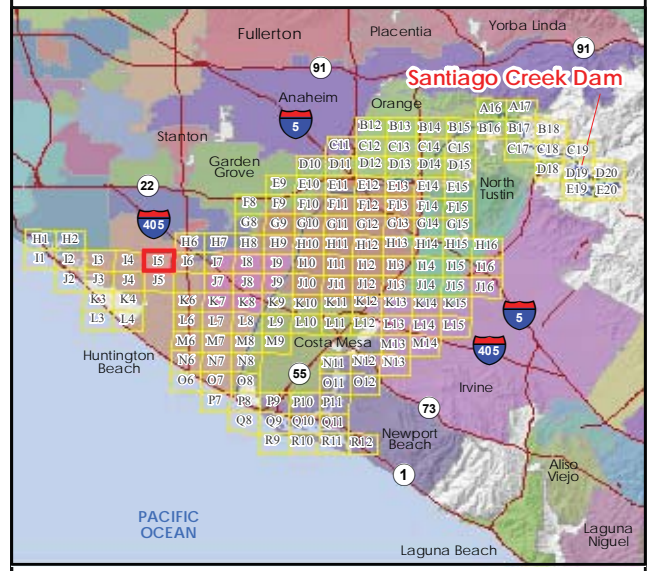 Yorba Linda
Fullerton
Placentia
91
91
Santiago Creek Dam
Anaheim
Orange
A16 A17
5
B12 B13 B14 B15 B16 B17 B18
Stanton
C11 C12 C13 C14 C15 C17 C18 C19
Garden
Grove
D10 D11 D12 D13 D14 D15 D18 D19 D20
22
E9 E10 E11 E12 E13 E14 E15 E19 E20
North
Tustin
F8 F9 F10 F11 F12 F13 F14 F15
405
G8 G9 G10 G11 G12 G13 G14 G15
H1 H2 H6 H7 H8 H9 H10 H11 H12 H13 H14 H15 H16
I1 I2 I3 I4 I5 I6 I7 I8 I9 I10 I11 I12 I13 I14 I15 I16
J2 J3 J4 J5 J7 J8 J9 J10 J11 J12 J13 J14 J15 J16
K3 K4 K6 K7 K8 K9 K10 K11 K12 K13 K14 K15
5
L3 L4 L6 L7 L8 L9 L10 L11 L12 L13 L14 L15
M6 M7 M8 M9 Costa Mesa M13 M14
405
Huntington
Beach
N6 N7 N8 N11 N12 N13
55
O6 O7 O8 O11 O12
Irvine
P7 P8 P9 P10 P11
73
Q8 Q9 Q10 Q11
Newport
Beach
R9 R10 R11 R12
1
Aliso
Viejo
PACIFIC
OCEAN
Laguna
Niguel
Laguna Beach